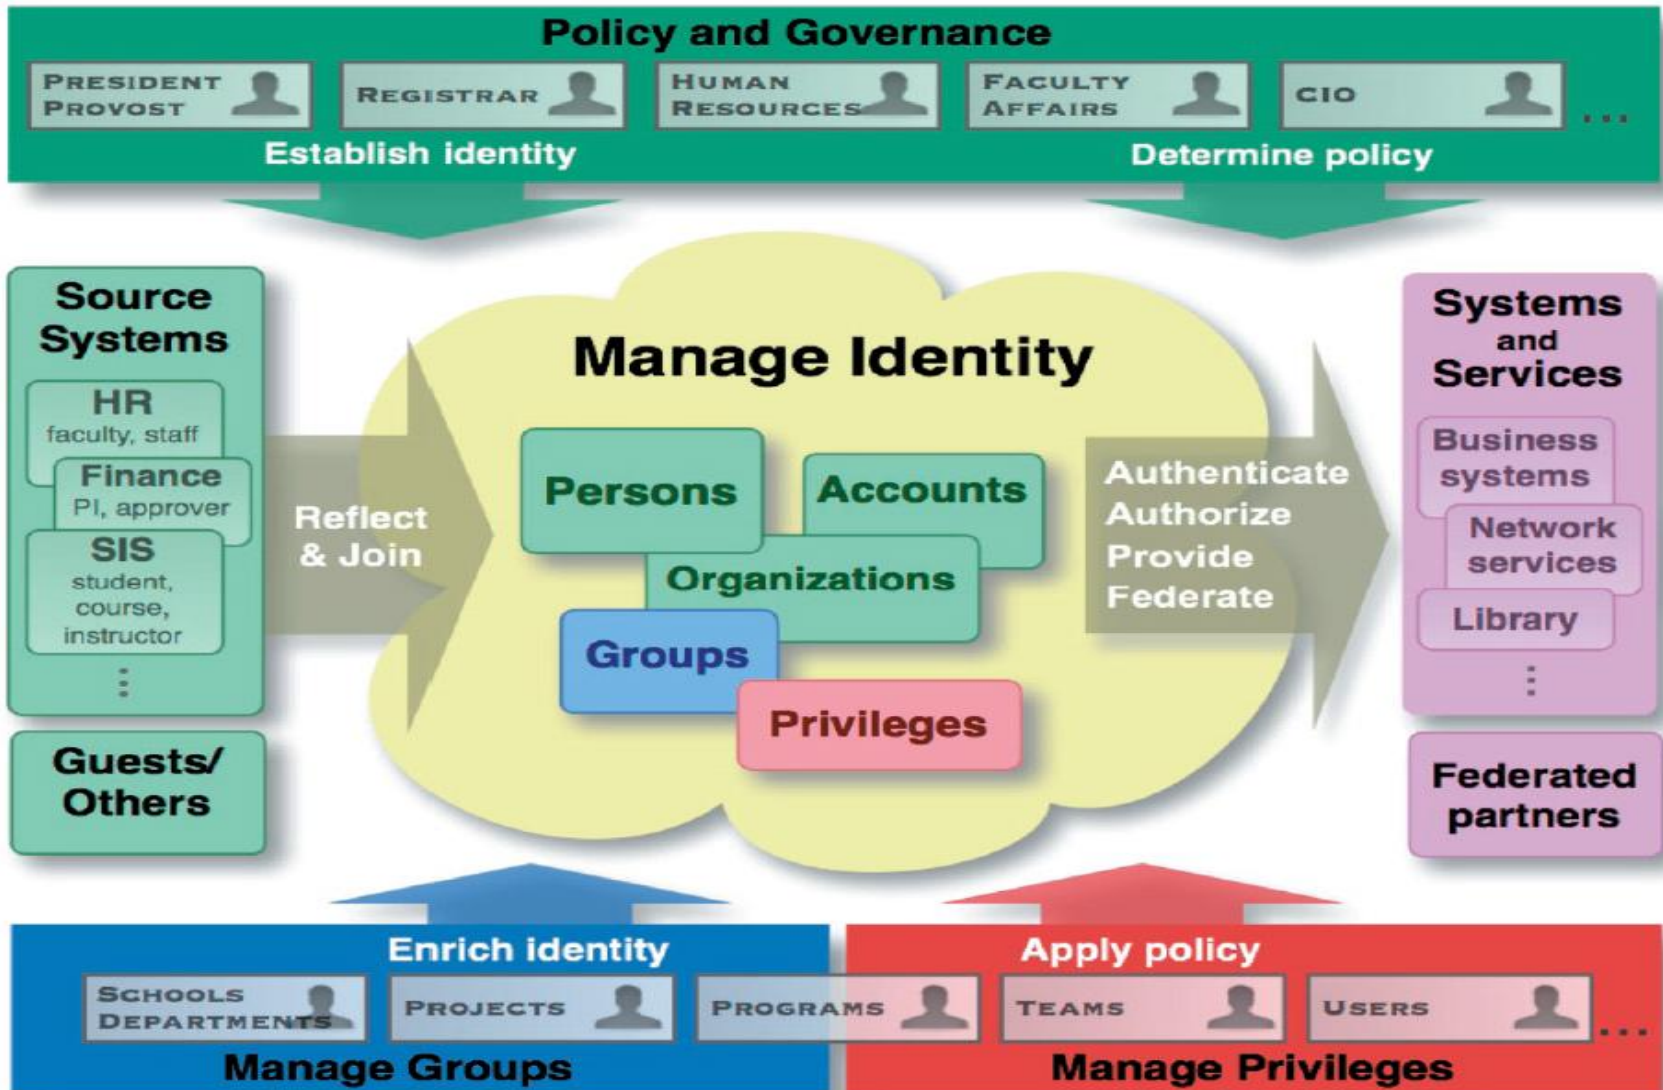 Policy and Governance
PRESIDENT
PROVOST
REGISTRAR
HUMAN
RESOURCES
FACULTY
AFFAIRS
CIO
...
Establish identity
Determine policy
Source
Systems
HR
faculty, staff
Finance
PI, approver
SIS
student,
course,
instructor
⋮
Guests/
Others
Reflect
& Join
Manage Identity
Persons
Accounts
Organizations
Groups
Privileges
Authenticate
Authorize
Provide
Federate
Systems
and
Services
Business
systems
Network
services
Library
⋮
Federated
partners
Enrich identity
Apply policy
SCHOOLS
DEPARTMENTS
PROJECTS
PROGRAMS
TEAMS
USERS
...
Manage Groups
Manage Privileges